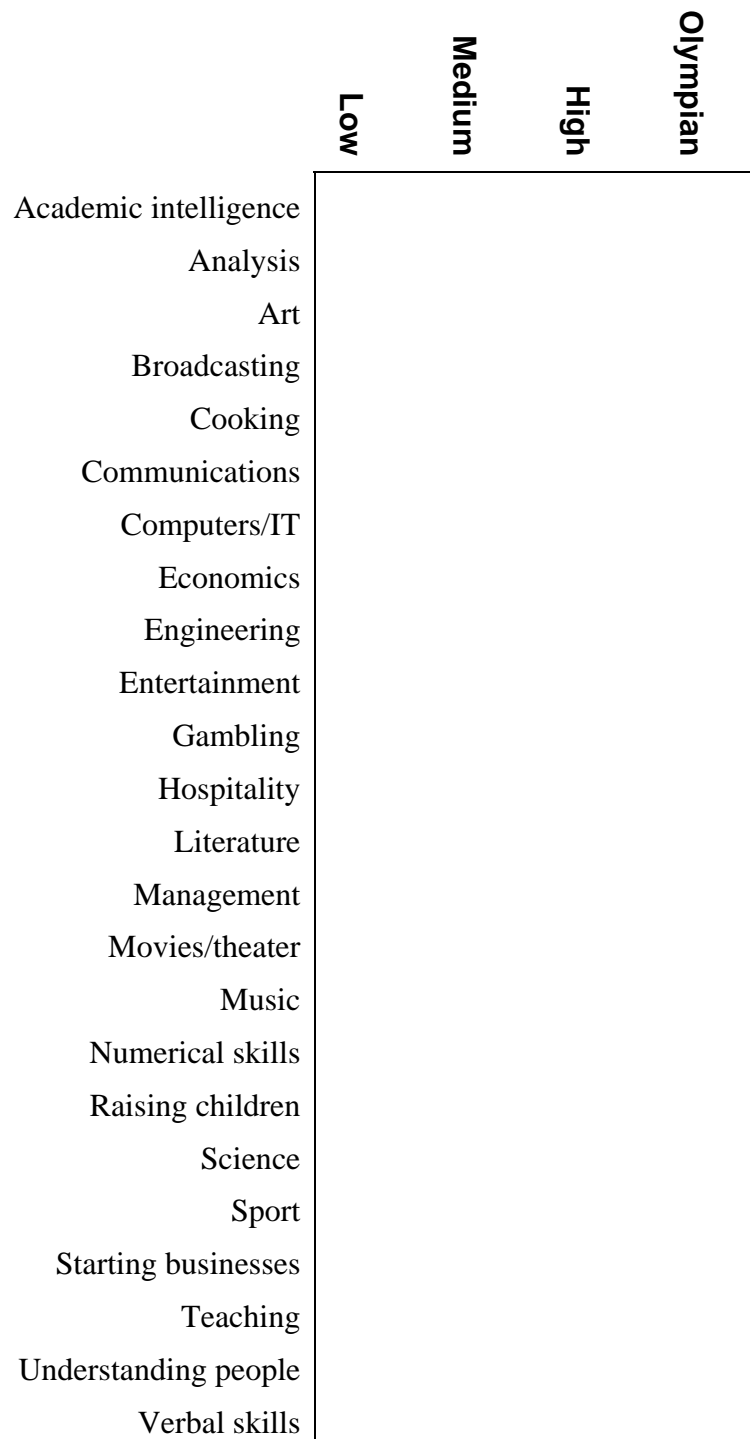 Low
Medium
High
Olympian
Academic intelligence
Analysis
Art
Broadcasting
Cooking
Communications
Computers/IT
Economics
Engineering
Entertainment
Gambling
Hospitality
Literature
Management
Movies/theater
Music
Numerical skills
Raising children
Science
Sport
Starting businesses
Teaching
Understanding people
Verbal skills